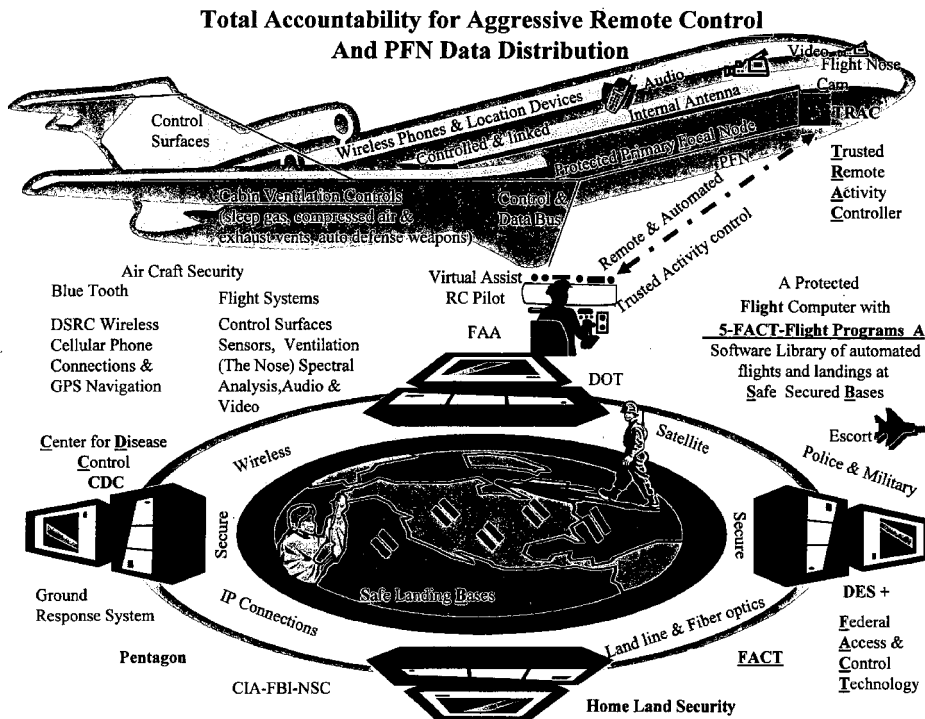 Total Accountability for Aggressive Remote Control
And PFN Data Distribution
Video
Flight Nose
Cam
Audio
Internal Antenna
Wireless Phones & Location Devices
Controlled & linked
Control
Surfaces
Protected Primary Focal Node
(PFN
TRAC
Trusted
Remote
Activity
Controller
Cabin Ventilation Controls
(sleep gas, compressed air &
exhaust vents, auto defense weapons)
Control &
Data Bus
Remote & Automated
Trusted Activity control
Air Craft Security
Blue Tooth
DSRC Wireless
Cellular Phone
Connections &
GPS Navigation
Flight Systems
Control Surfaces
Sensors, Ventilation
(The Nose) Spectral
Analysis,Audio &
Video
Virtual Assist
RC Pilot
FAA
DOT
A Protected
Flight Computer with
5-FACT-Flight Programs A
Software Library of automated
flights and landings at
Safe Secured Bases
Escort
Police & Military
Center for Disease
Control
CDC
Wireless
Satellite
Secure
Secure
Safe Landing Bases
Ground
Response System
IP Connections
Land line & Fiber optics
DES +
Federal
Access &
Control
Technology
FACT
Pentagon
CIA-FBI-NSC
Home Land Security